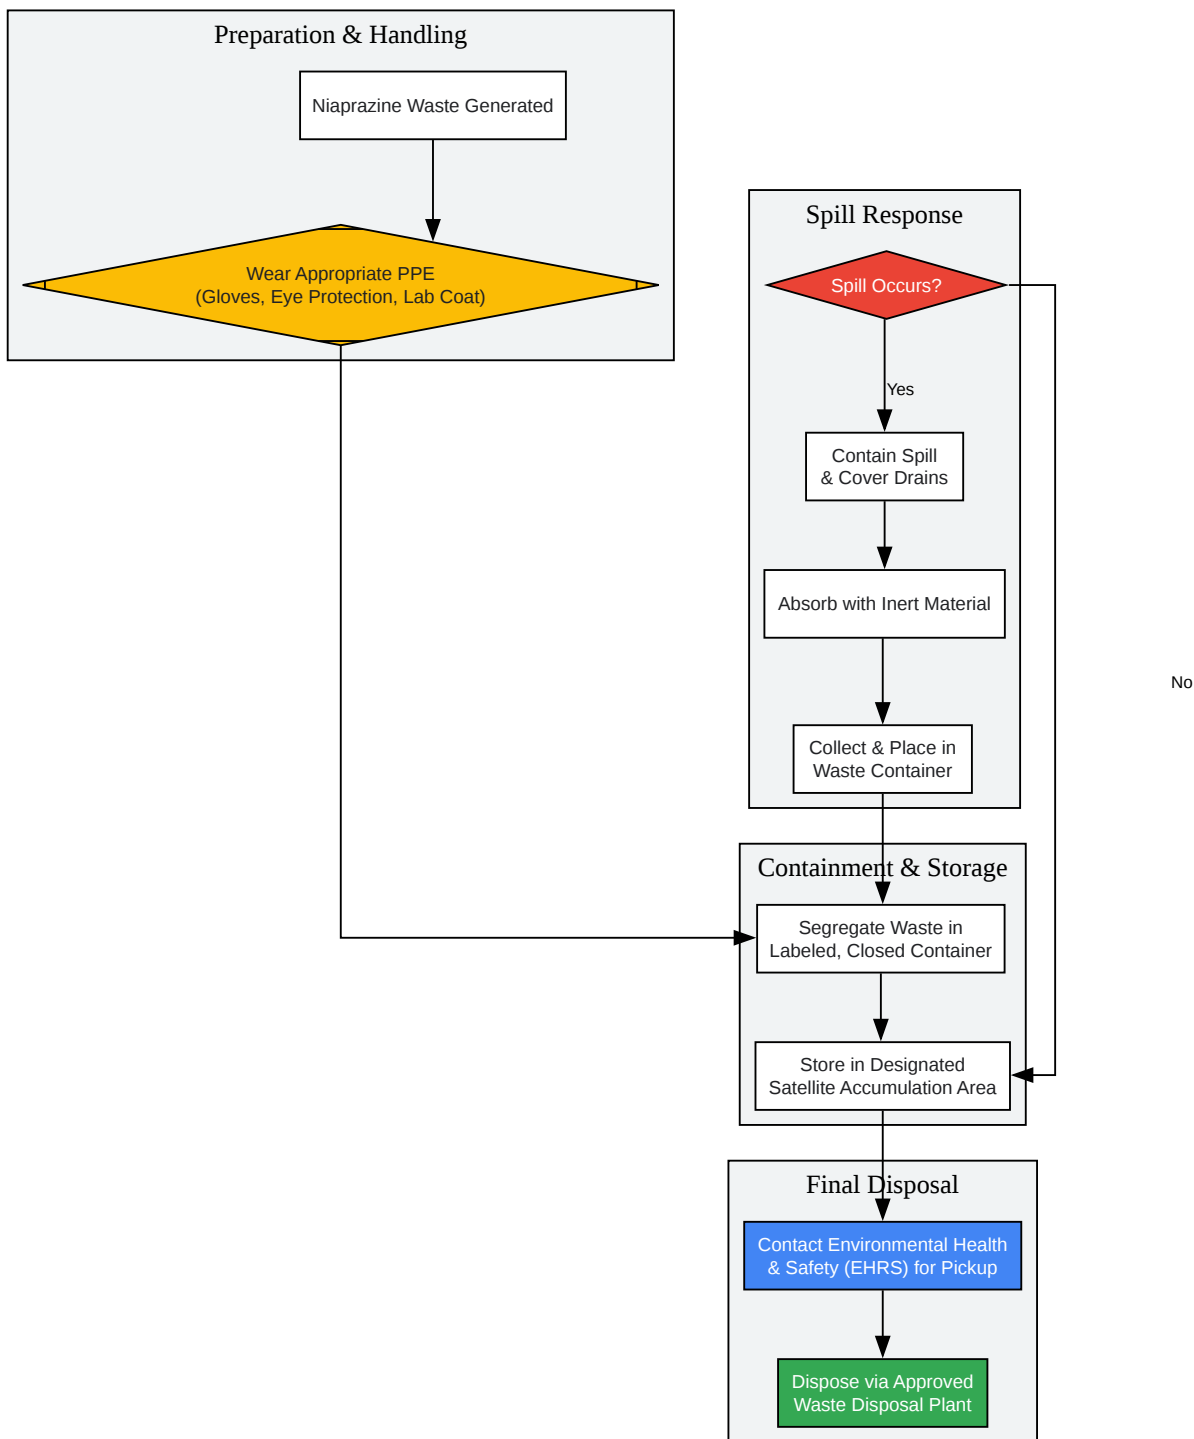 Preparation & Handling
Niaprazine Waste Generated
Wear Appropriate PPE
(Gloves, Eye Protection, Lab Coat)
Spill Response
Spill Occurs?
Yes
Contain Spill
& Cover Drains
Absorb with Inert Material
No
Collect & Place in
Waste Container
Containment & Storage
Segregate Waste in
Labeled, Closed Container
Store in Designated
Satellite Accumulation Area
Final Disposal
Contact Environmental Health
& Safety (EHRS) for Pickup
Dispose via Approved
Waste Disposal Plant